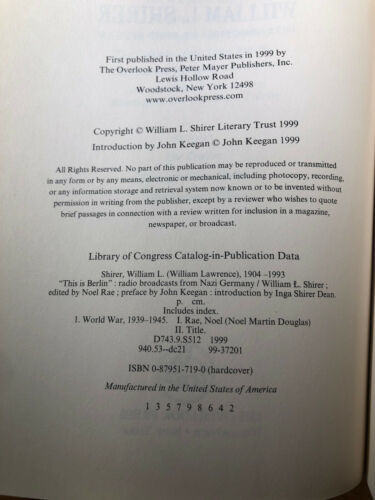 First published in the United States in 1999 by
The Overlook Press, Peter Mayer Publishers, Inc.
Lewis Hollow Road
Woodstock, New York 12498
www.overlookpress.com
Copyright © William L. Shirer Literary Trust 1999
Introduction by John Keegan © John Keegan 1999
All Rights Reserved. No part of this publication may be reproduced or transmitted
in any form or by any means, electronic or mechanical, including photocopy, recording,
or any information storage and retrieval system now known or to be invented without
permission in writing from the publisher, except by a reviewer who wishes to quote
brief passages in connection with a review written for inclusion in a magazine,
newspaper, or broadcast.
Library of Congress Catalog-in-Publication Data
Shirer, William L. (William Lawrence), 1904 –1993
"This is Berlin" : radio broadcasts from Nazi Germany / William L. Shirer ;
edited by Noel Rae ; preface by John Keegan : introduction by Inga Shirer Dean.
p. cm.
Includes index.
1. World War, 1939–1945. I. Rae, Noel (Noel Martin Douglas)
II. Title.
D743.9.S512 1999
940.53--dc21 99-37201
ISBN 0-87951-719-0 (hardcover)
Manufactured in the United States of America
1 3 5 7 9 8 6 4 2